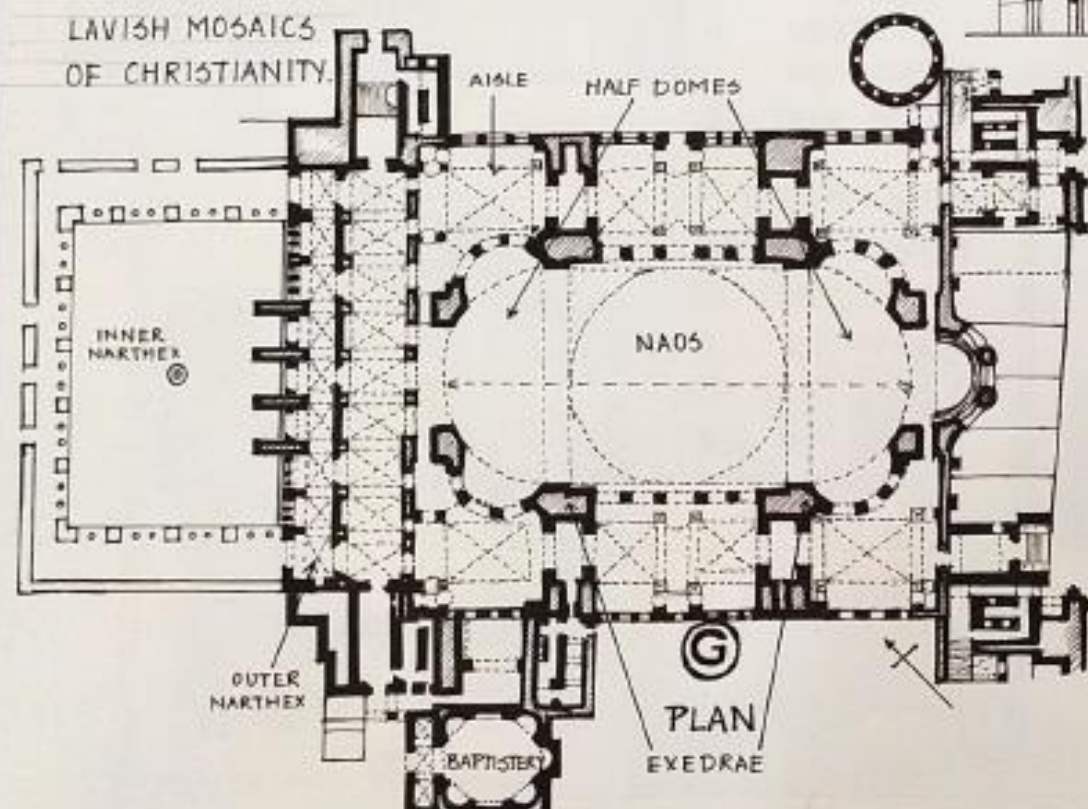 LAVISH MOSAICS
OF CHRISTIANITY.
AISLE
HALF DOMES
INNER
NARTHEX
NAOS
OUTER
NARTHEX
G
PLAN
BAPTISTERY
EXEDRAE